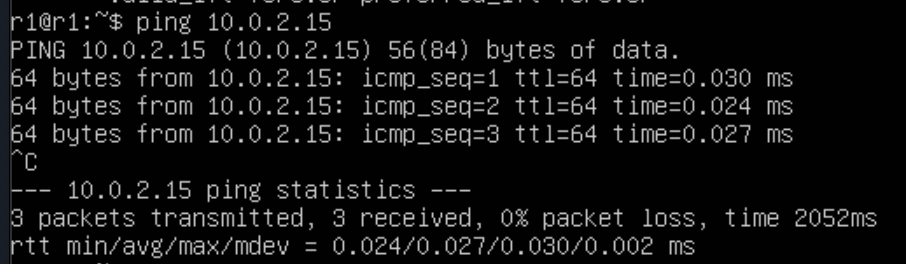 r1@r1:~$ ping 10.0.2.15
PING 10.0.2.15 (10.0.2.15) 56(84) bytes of data.
64 bytes from 10.0.2.15: icmp_seq=1 ttl=64 time=0.030 ms
64 bytes from 10.0.2.15: icmp_seq=2 ttl=64 time=0.024 ms
64 bytes from 10.0.2.15: icmp_seq=3 ttl=64 time=0.027 ms
^C
--- 10.0.2.15 ping statistics ---
3 packets transmitted, 3 received, 0% packet loss, time 2052ms
rtt min/avg/max/mdev = 0.024/0.027/0.030/0.002 ms